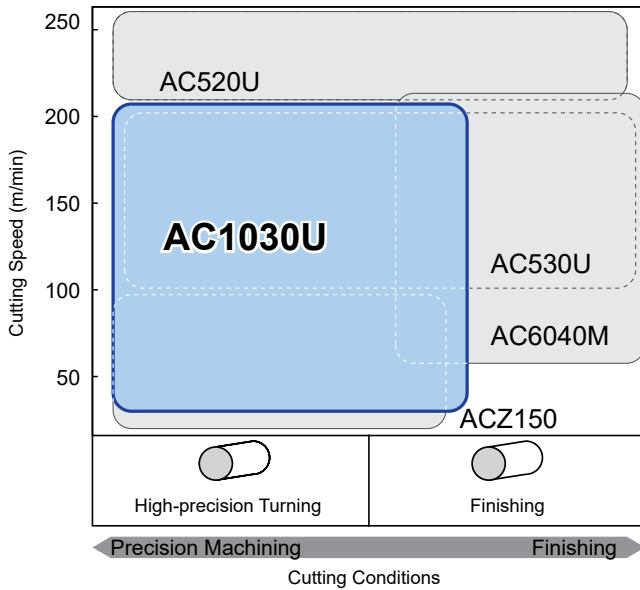 250
AC520U
200
150
Cutting Speed (m/min)
AC1030U
AC530U
100
AC6040M
50
ACZ150
High-precision Turning
Finishing
Precision Machining
Finishing
Cutting Conditions